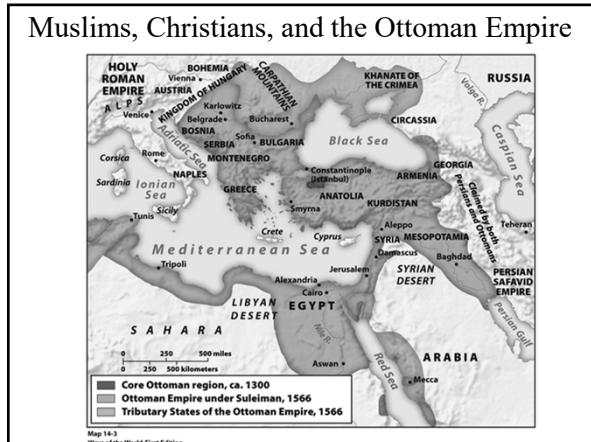 Muslims, Christians, and the Ottoman Empire
HOLY
ROMAN
EMPIRE
BOHEMIA
Vienna
AUSTRIA
ALPS
Venice
KINGDOM OF HUNGARY
CARPATHIAN
MOUNTAINS
KHANATE OF
THE CRIMEA
RUSSIA
Volga R.
Karlowitz
Belgrade
Bucharest
BOSNIA
SERBIA
Sofia
BULGARIA
MONTENEGRO
Adriatic Sea
Black Sea
CIRCASSIA
Caspian Sea
Corsica
Rome
Sardinia
NAPLES
Ionian
Sea
Sicily
GREECE
Constantinople
(Istanbul)
ANATOLIA
Smyrna
ARMENIA
GEORGIA
KURDISTAN
Claimed by both
Persians and Ottomans
Teheran
Tunis
Crete
Cyprus
Aleppo
SYRIA
MESOPOTAMIA
Damascus
Baghdad
Mediterranean Sea
Tripoli
Jerusalem
SYRIAN
DESERT
PERSIAN
SAFAVID
EMPIRE
Alexandria
Cairo
LIBYAN
DESERT
EGYPT
Nile R.
Persian Gulf
SAHARA
Aswan
Red Sea
ARABIA
Mecca
0 250 500 miles
0 250 500 kilometers
Core Ottoman region, ca. 1300
Ottoman Empire under Suleiman, 1566
Tributary States of the Ottoman Empire, 1566
Map 14-3
Ways of the World, First Edition